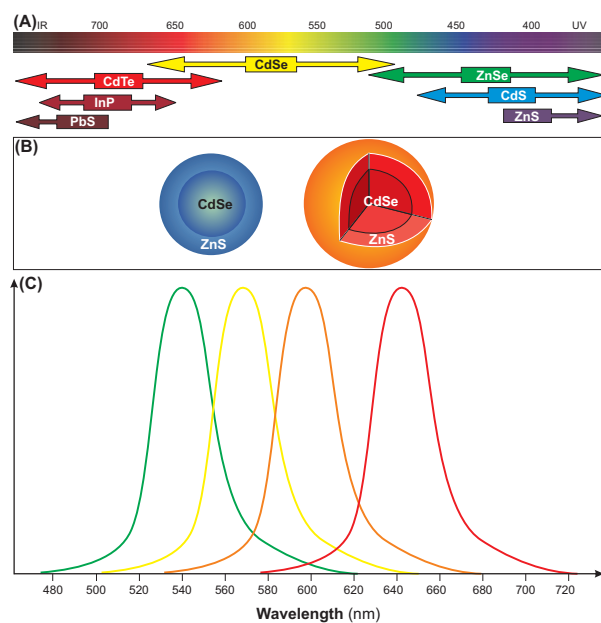 (A)
IR 700 650 600 550 500 450 400 UV
CdSe
CdTe ZnSe
InP CdS
PbS ZnS
(B)
CdSe
ZnS
CdSe
ZnS
(C)
480 500 520 540 560 580 600 620 640 660 680 700 720
Wavelength (nm)